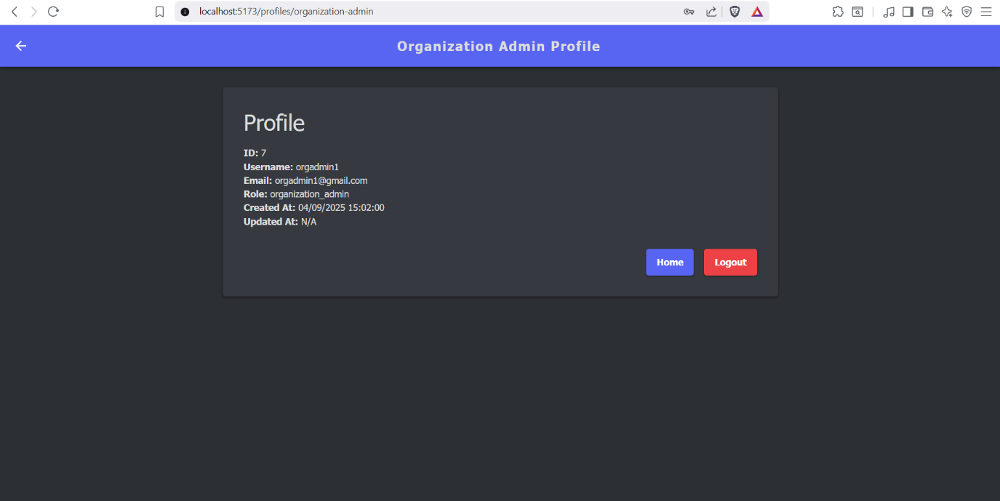 localhost:5173/profiles/organization-admin
Organization Admin Profile
Profile
ID: 7
Username: orgadmin1
Email: orgadmin1@gmail.com
Role: organization_admin
Created At: 04/09/2025 15:02:00
Updated At: N/A
Home
Logout